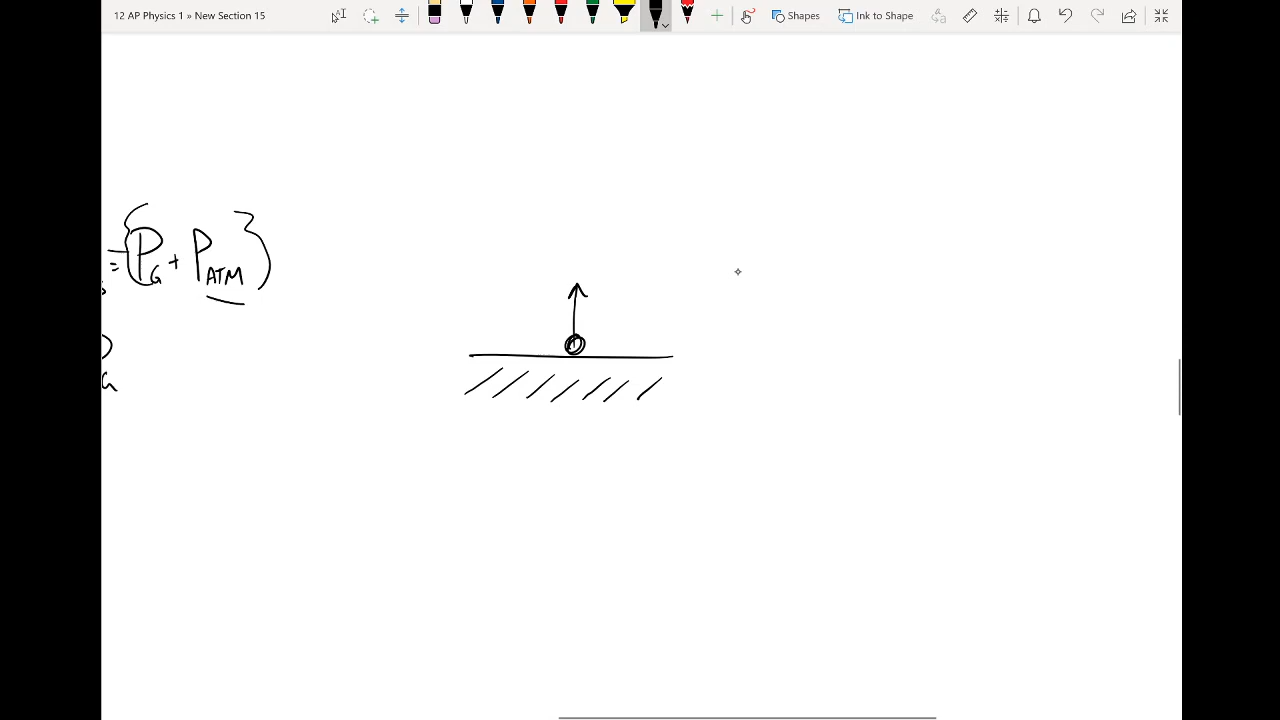 12 AP Physics 1 » New Section 15
Shapes
Ink to Shape
= {P_G + P_ATM}
G